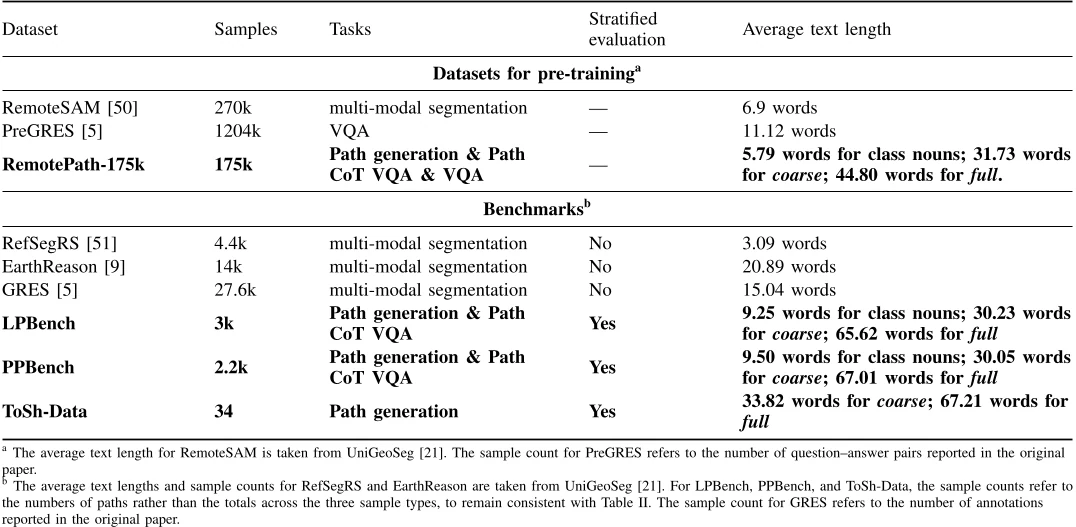 Dataset Samples Tasks Stratified evaluation Average text length
Datasets for pre-trainingᵃ
RemoteSAM [50] 270k multi-modal segmentation — 6.9 words
PreGRES [5] 1204k VQA — 11.12 words
RemotePath-175k 175k Path generation & Path CoT VQA & VQA — 5.79 words for class nouns; 31.73 words for coarse; 44.80 words for full.
Benchmarksᵇ
RefSegRS [51] 4.4k multi-modal segmentation No 3.09 words
EarthReason [9] 14k multi-modal segmentation No 20.89 words
GRES [5] 27.6k multi-modal segmentation No 15.04 words
LPBench 3k Path generation & Path CoT VQA Yes 9.25 words for class nouns; 30.23 words for coarse; 65.62 words for full
PPBench 2.2k Path generation & Path CoT VQA Yes 9.50 words for class nouns; 30.05 words for coarse; 67.01 words for full
ToSh-Data 34 Path generation Yes 33.82 words for coarse; 67.21 words for full
ᵃ The average text length for RemoteSAM is taken from UniGeoSeg [21]. The sample count for PreGRES refers to the number of question–answer pairs reported in the original
paper.
ᵇ The average text lengths and sample counts for RefSegRS and EarthReason are taken from UniGeoSeg [21]. For LPBench, PPBench, and ToSh-Data, the sample counts refer to
the numbers of paths rather than the totals across the three sample types, to remain consistent with Table II. The sample count for GRES refers to the number of annotations
reported in the original paper.